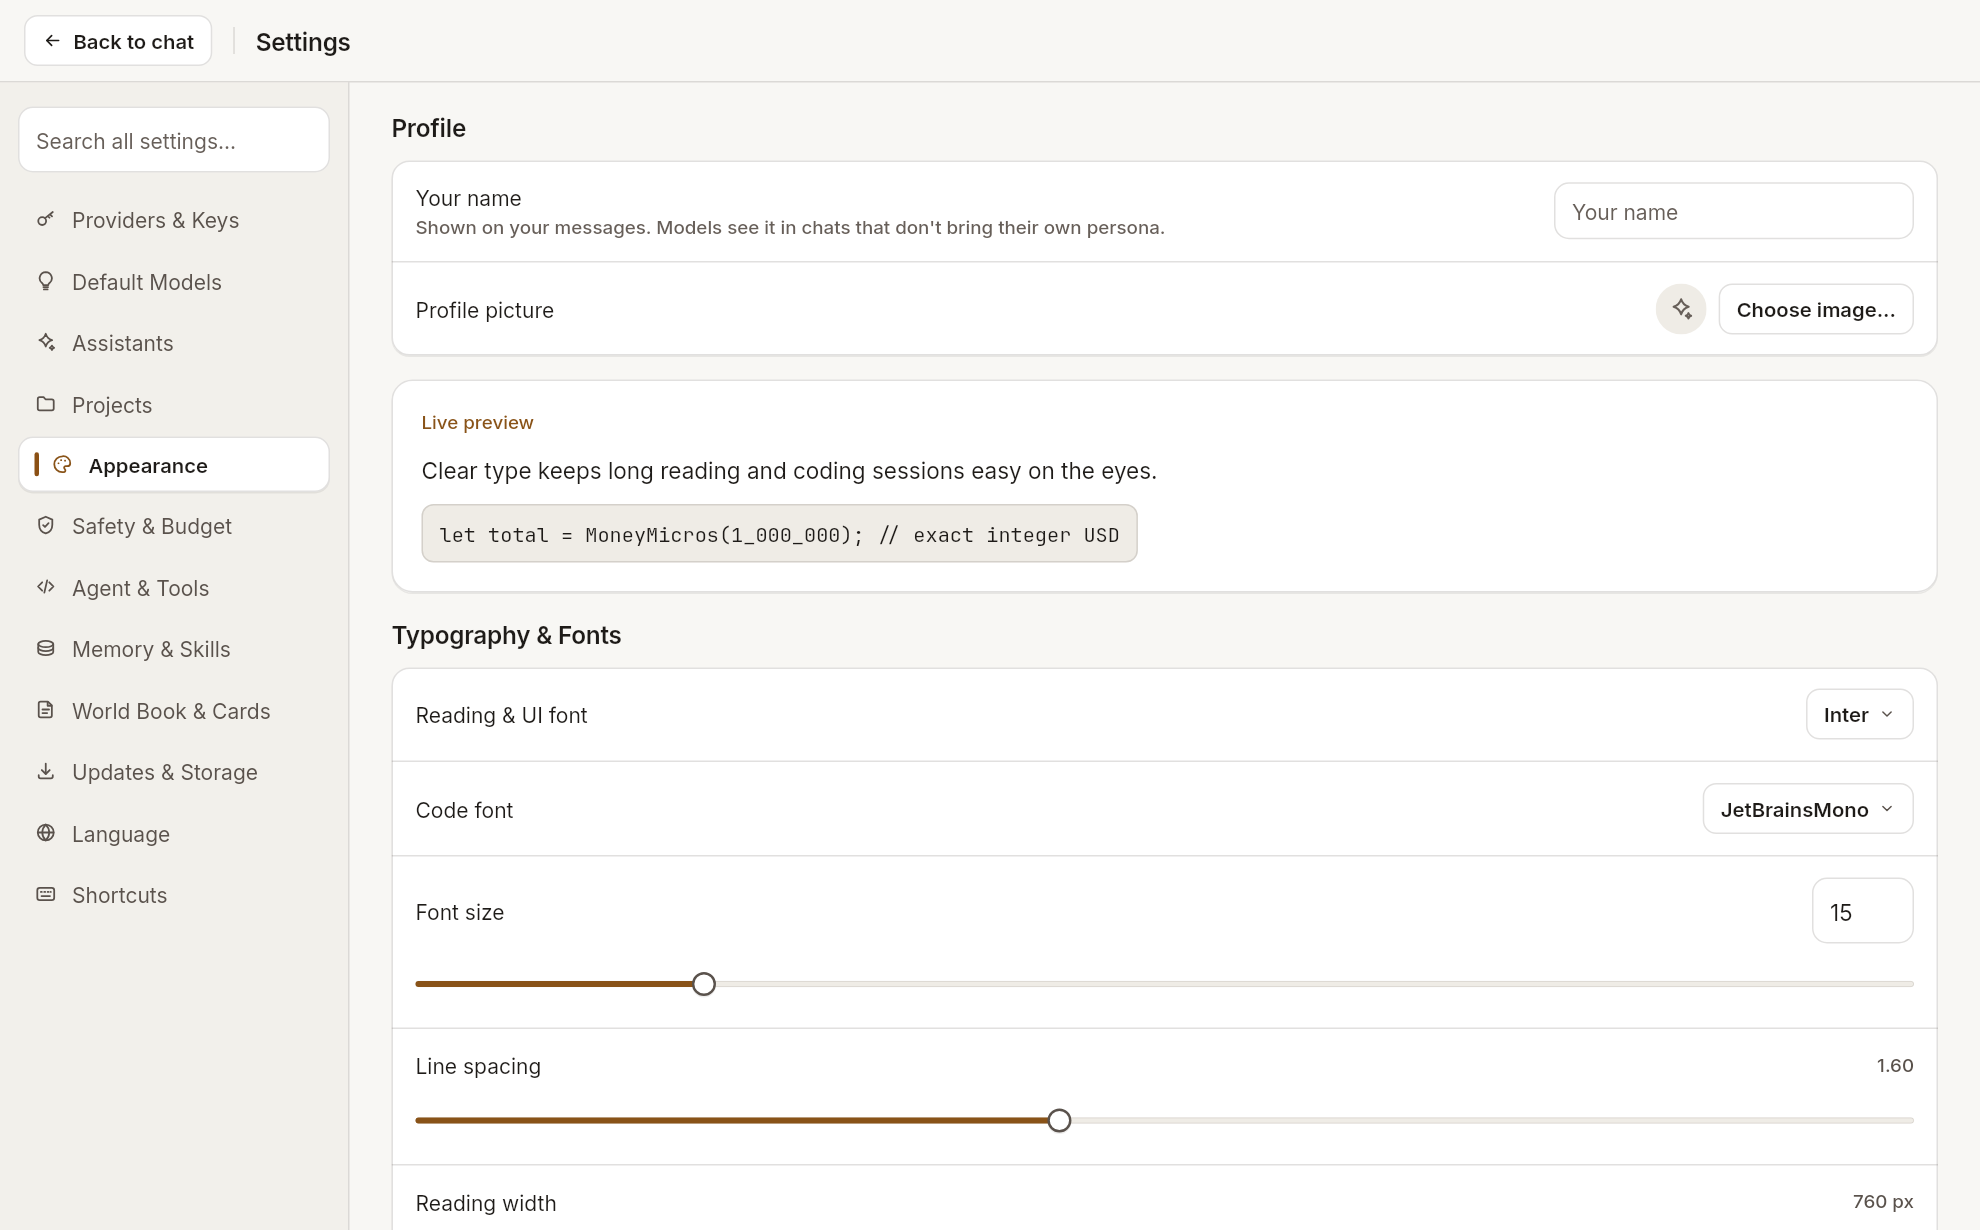 Back to chat
Settings
Search all settings...
Providers & Keys
Default Models
Assistants
Projects
Appearance
Safety & Budget
Agent & Tools
Memory & Skills
World Book & Cards
Updates & Storage
Language
Shortcuts
Profile
Your name
Shown on your messages. Models see it in chats that don't bring their own persona.
Your name
Profile picture
Choose image...
Live preview
Clear type keeps long reading and coding sessions easy on the eyes.
let total = MoneyMicros(1_000_000); // exact integer USD
Typography & Fonts
Reading & UI font
Inter
Code font
JetBrainsMono
Font size
15
Line spacing
1.60
Reading width
760 px